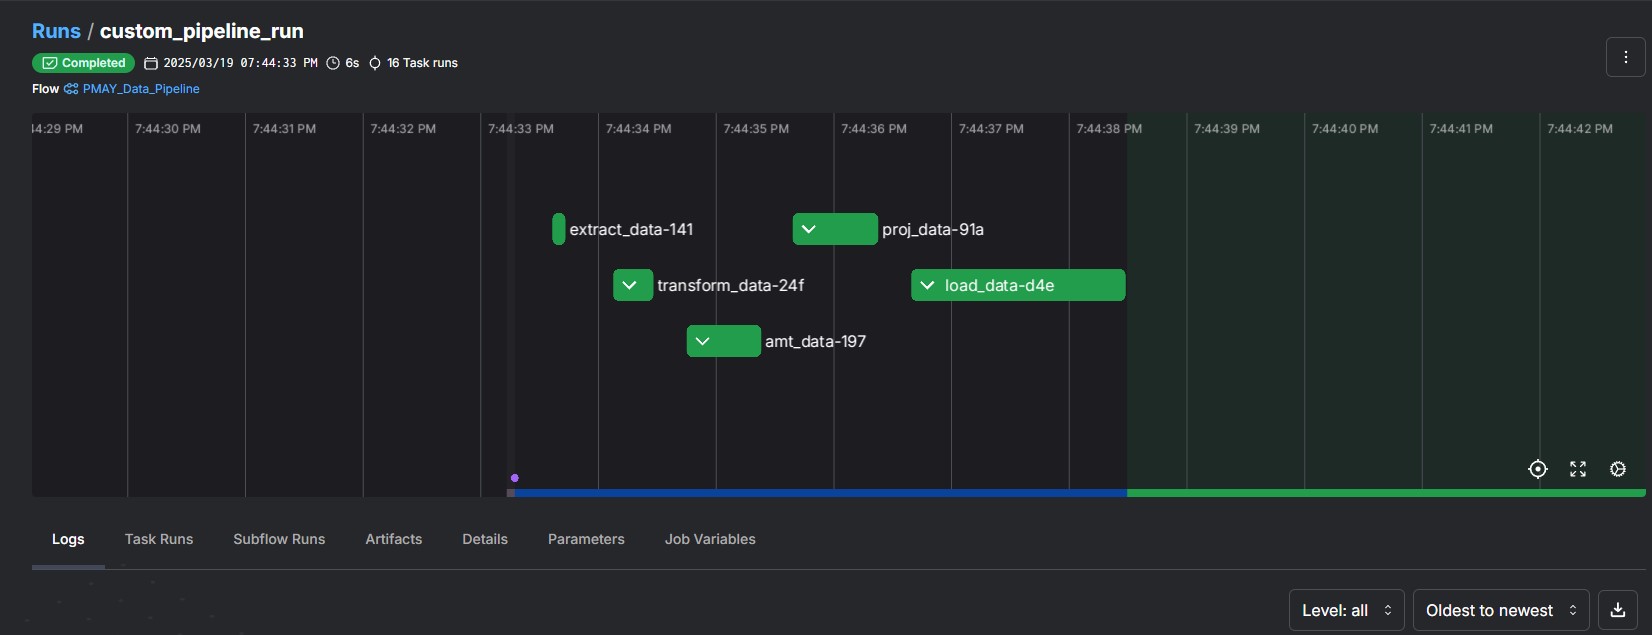 Runs / custom_pipeline_run
Completed 2025/03/19 07:44:33 PM 6s 16 Task runs
Flow PMAY_Data_Pipeline
44:29 PM 7:44:30 PM 7:44:31 PM 7:44:32 PM 7:44:33 PM 7:44:34 PM 7:44:35 PM 7:44:36 PM 7:44:37 PM 7:44:38 PM 7:44:39 PM 7:44:40 PM 7:44:41 PM 7:44:42 PM
extract_data-141 proj_data-91a
transform_data-24f load_data-d4e
amt_data-197
Logs Task Runs Subflow Runs Artifacts Details Parameters Job Variables
Level: all Oldest to newest